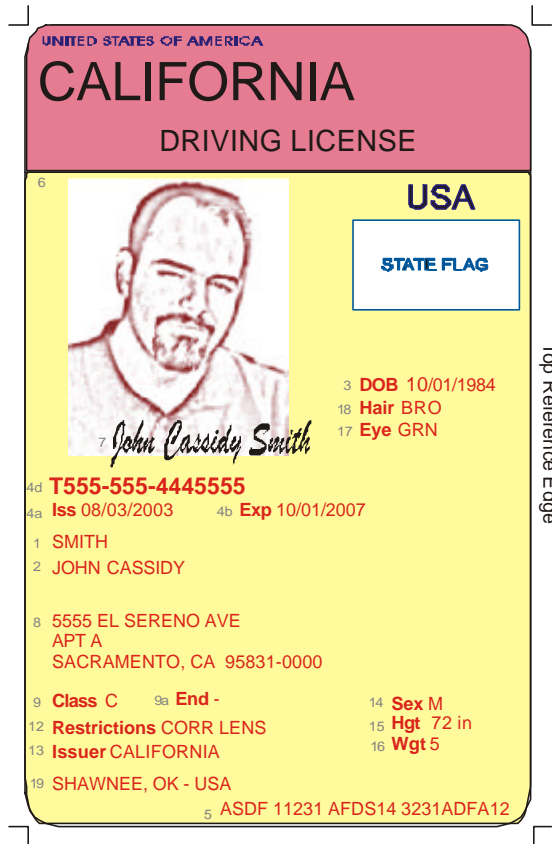 UNITED STATES OF AMERICA
CALIFORNIA
DRIVING LICENSE
6
USA
STATE FLAG
3 DOB 10/01/1984
18 Hair BRO
17 Eye GRN
7 John Cassidy Smith
Top Reference Edge
4d T555-555-4445555
4a Iss 08/03/2003 4b Exp 10/01/2007
1 SMITH
2 JOHN CASSIDY
8 5555 EL SERENO AVE
APT A
SACRAMENTO, CA 95831-0000
9 Class C 9a End -
14 Sex M
12 Restrictions CORR LENS
15 Hgt 72 in
13 Issuer CALIFORNIA
16 Wgt 5
19 SHAWNEE, OK - USA
5 ASDF 11231 AFDS14 3231ADFA12